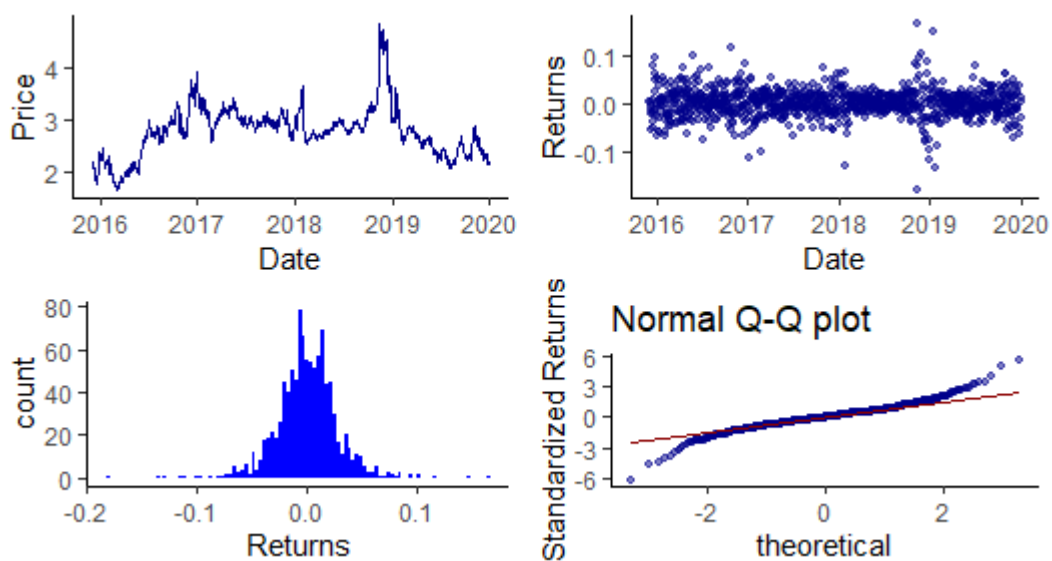 Price
4
3
2
2016 2017 2018 2019 2020
Date
Returns
0.1
0.0
-0.1
2016 2017 2018 2019 2020
Date
count
80
60
40
20
0
-0.2 -0.1 0.0 0.1
Returns
Normal Q-Q plot
Standardized Returns
6
3
0
-3
-6
-2 0 2
theoretical